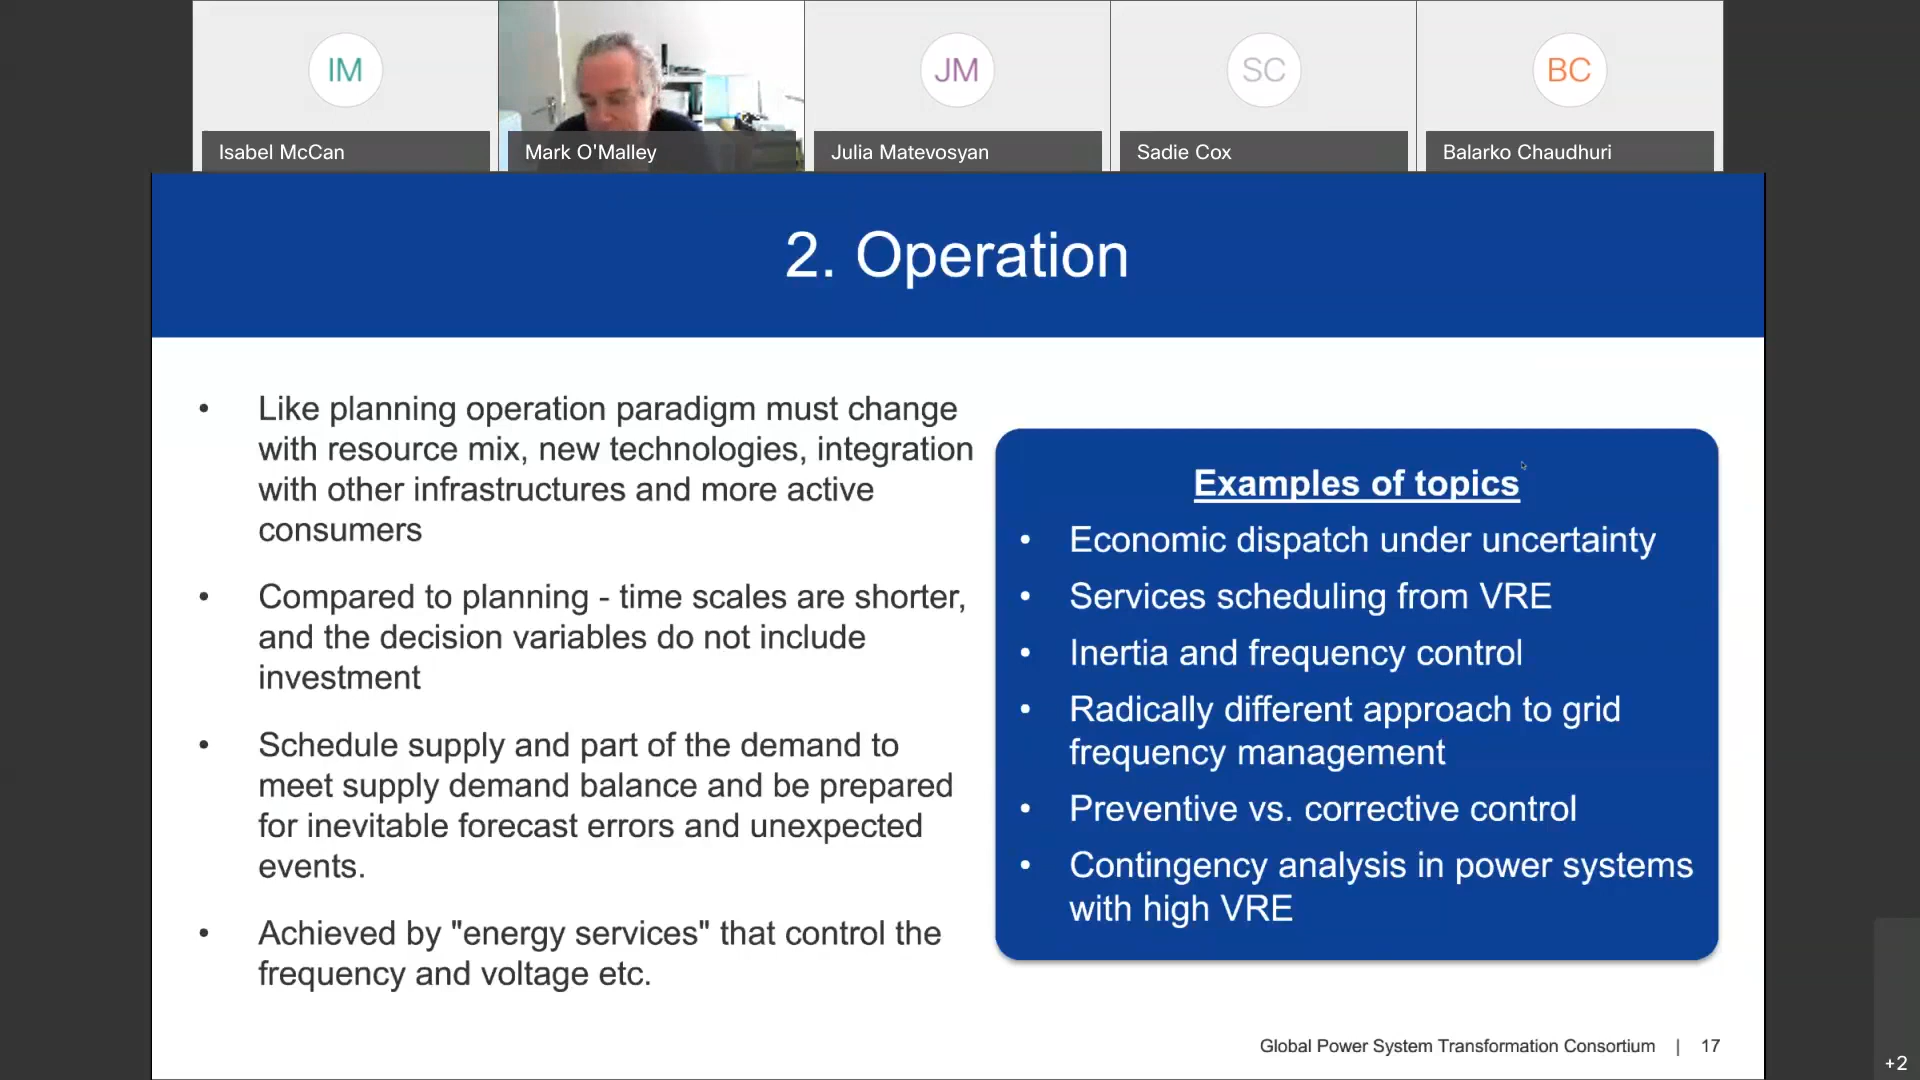 IM
JM
SC
BC
Isabel McCan
Mark O'Malley
Julia Matevosyan
Sadie Cox
Balarko Chaudhuri
2. Operation
• Like planning operation paradigm must change
with resource mix, new technologies, integration
with other infrastructures and more active
consumers
• Compared to planning - time scales are shorter,
and the decision variables do not include
investment
• Schedule supply and part of the demand to
meet supply demand balance and be prepared
for inevitable forecast errors and unexpected
events.
• Achieved by "energy services" that control the
frequency and voltage etc.
Examples of topics
• Economic dispatch under uncertainty
• Services scheduling from VRE
• Inertia and frequency control
• Radically different approach to grid
frequency management
• Preventive vs. corrective control
• Contingency analysis in power systems
with high VRE
Global Power System Transformation Consortium | 17
+2